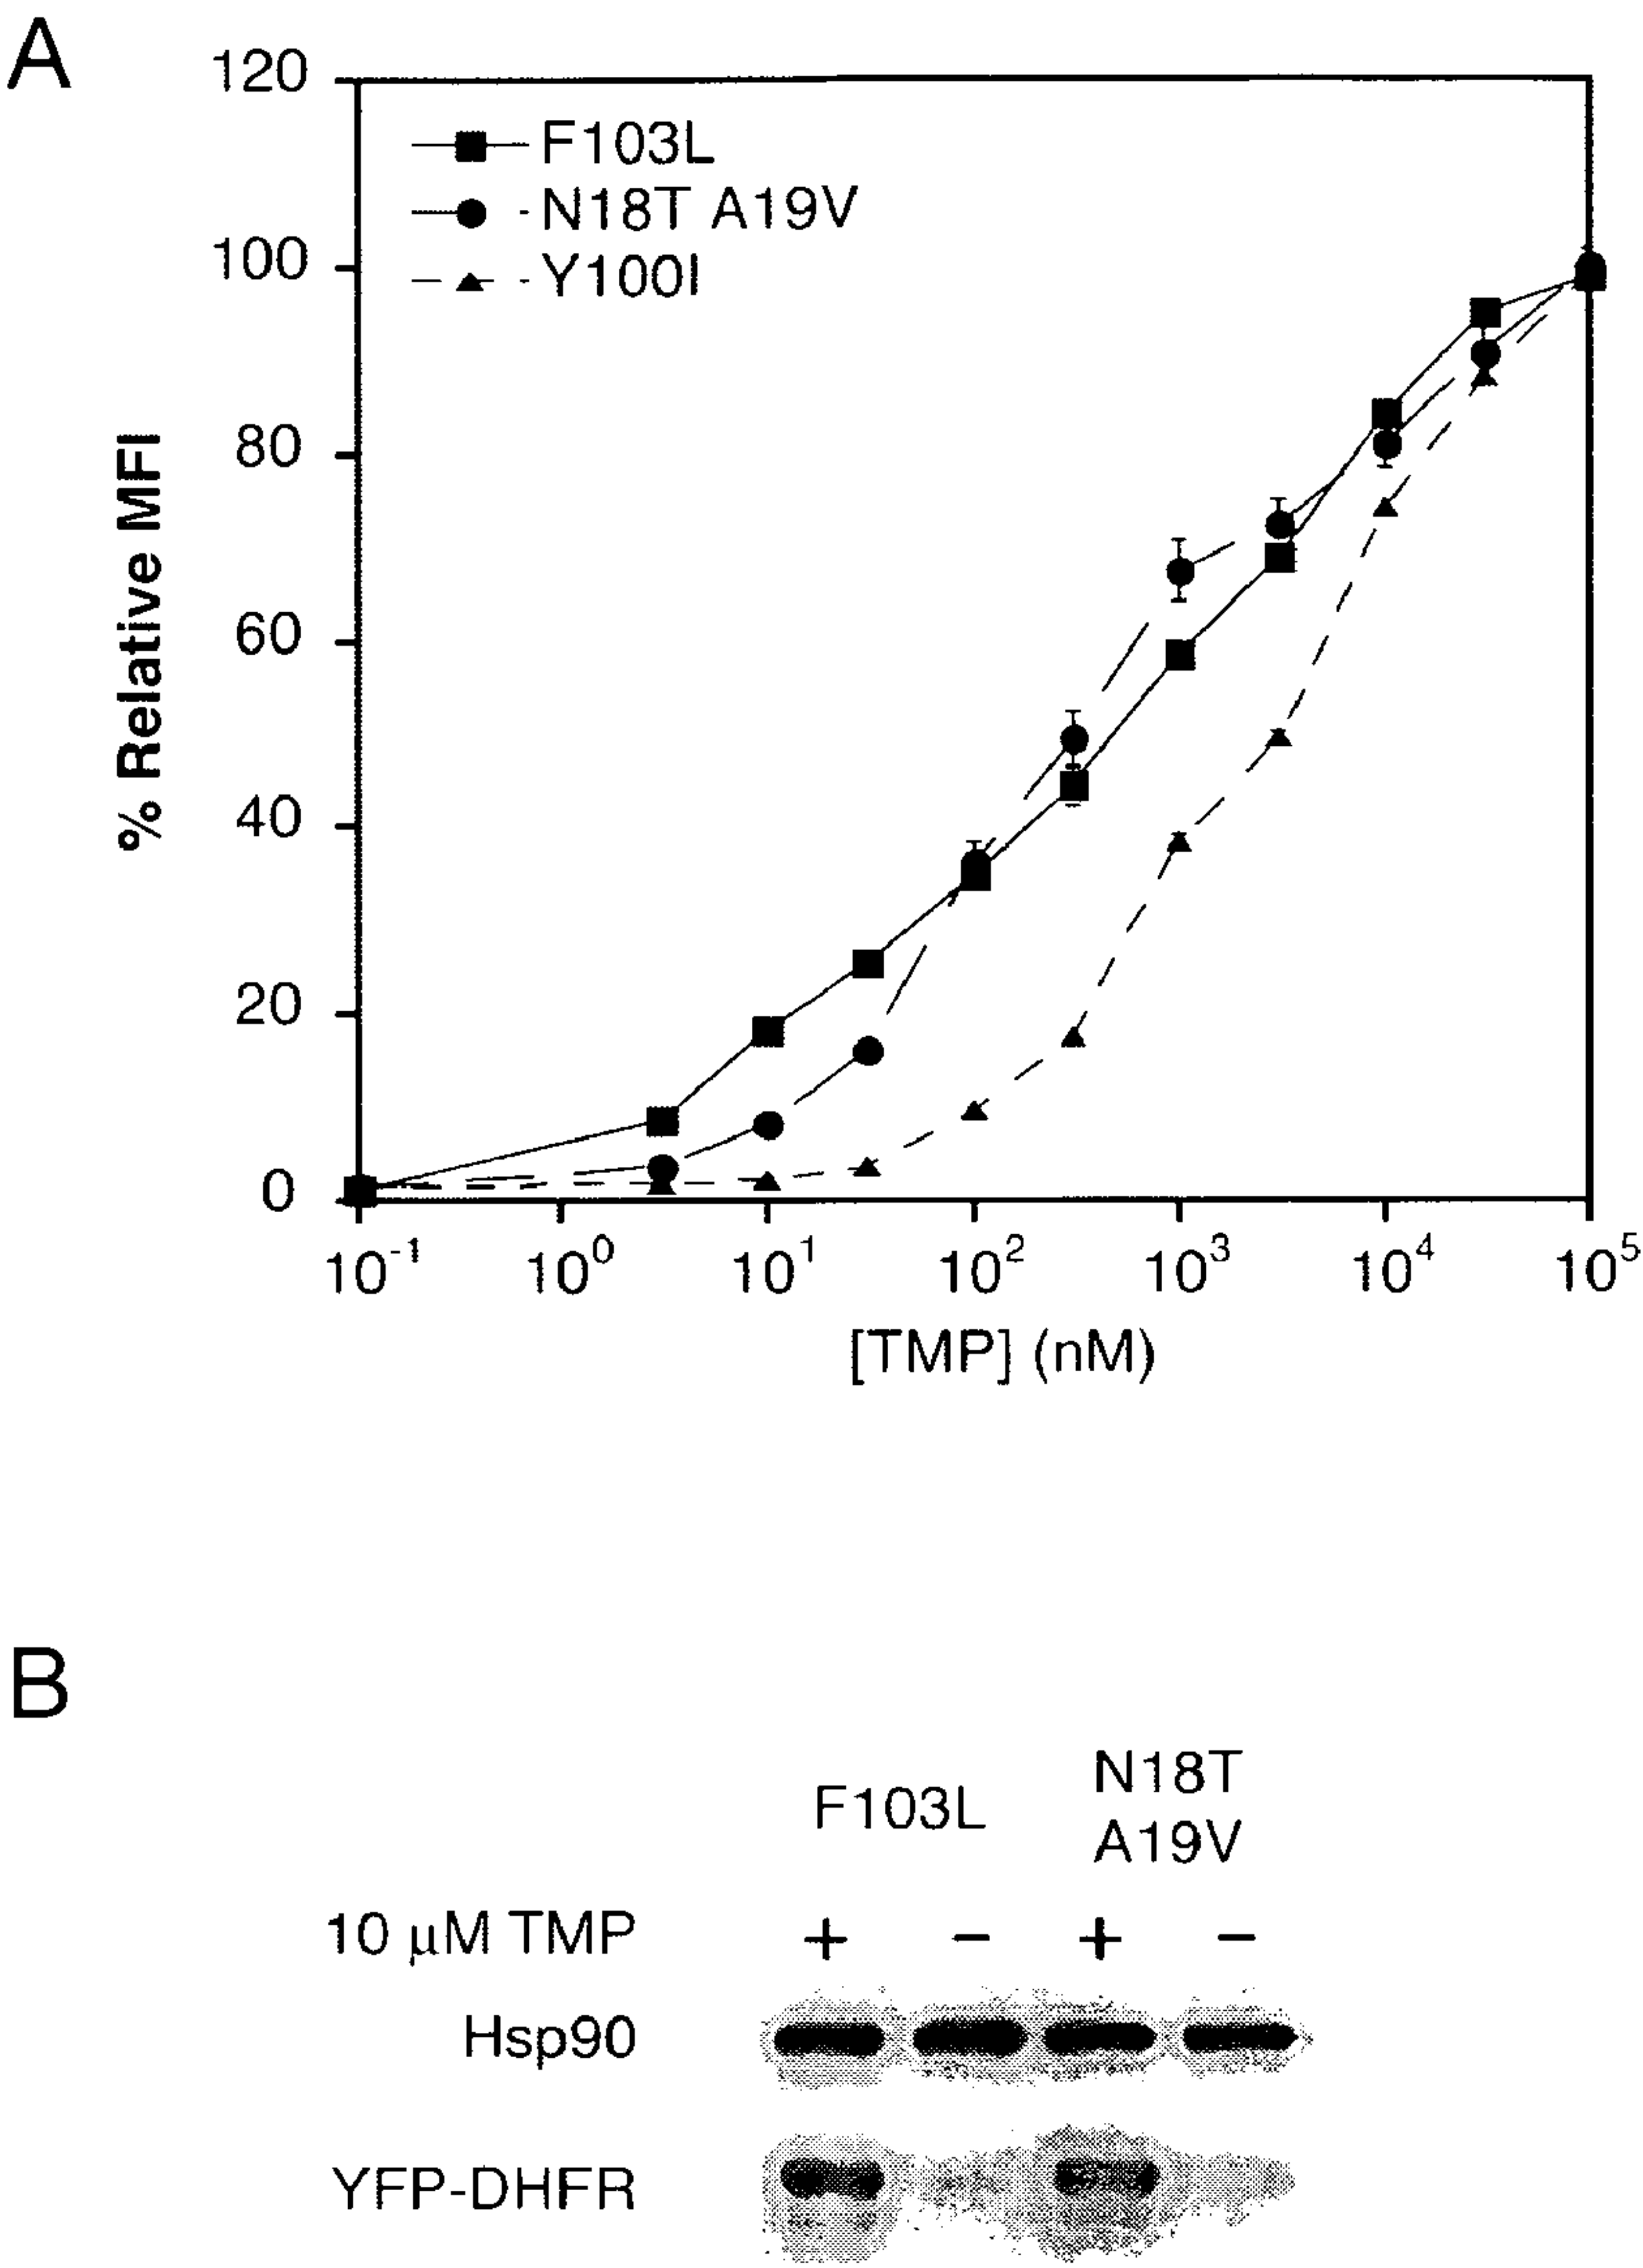 A
120
100
80
60
40
20
0
% Relative MFI
F103L
N18T A19V
Y100I
10⁻¹ 10⁰ 10¹ 10² 10³ 10⁴ 10⁵
[TMP] (nM)
B
F103L
N18T
A19V
10 μM TMP + − + −
Hsp90
YFP-DHFR